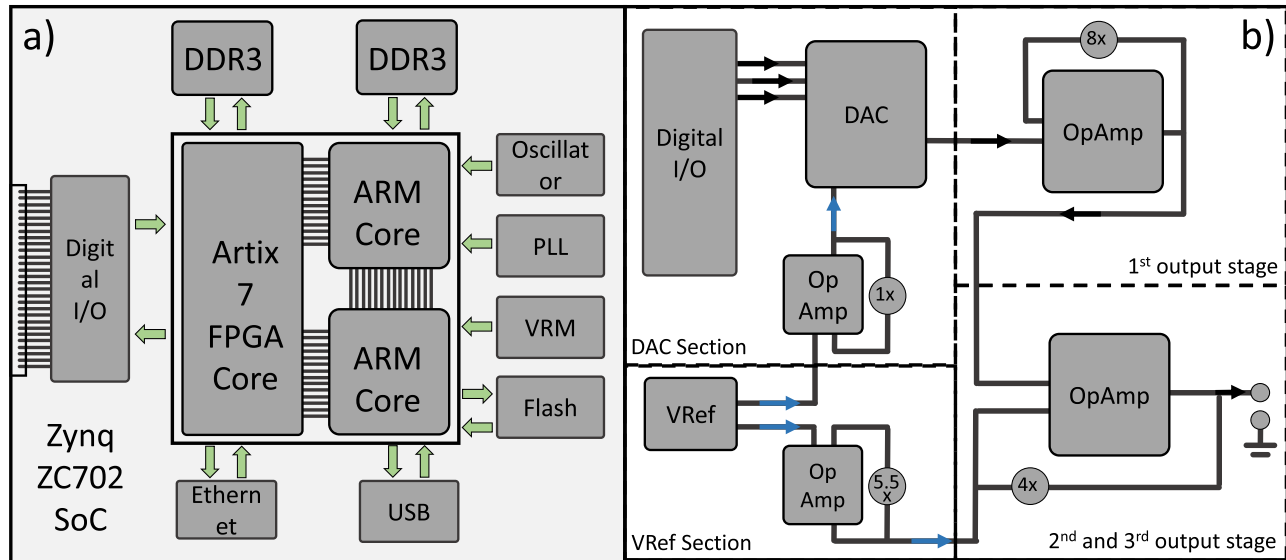 a)
DDR3
DDR3
Digit
al
I/O
Artix
7
FPGA
Core
ARM
Core
ARM
Core
Oscillat
or
PLL
VRM
Flash
Zynq
ZC702
SoC
Ethern
et
USB
b)
Digital
I/O
DAC
Op
Amp
1x
DAC Section
VRef
Op
Amp
5.5
x
VRef Section
8x
OpAmp
1st output stage
OpAmp
4x
2nd and 3rd output stage